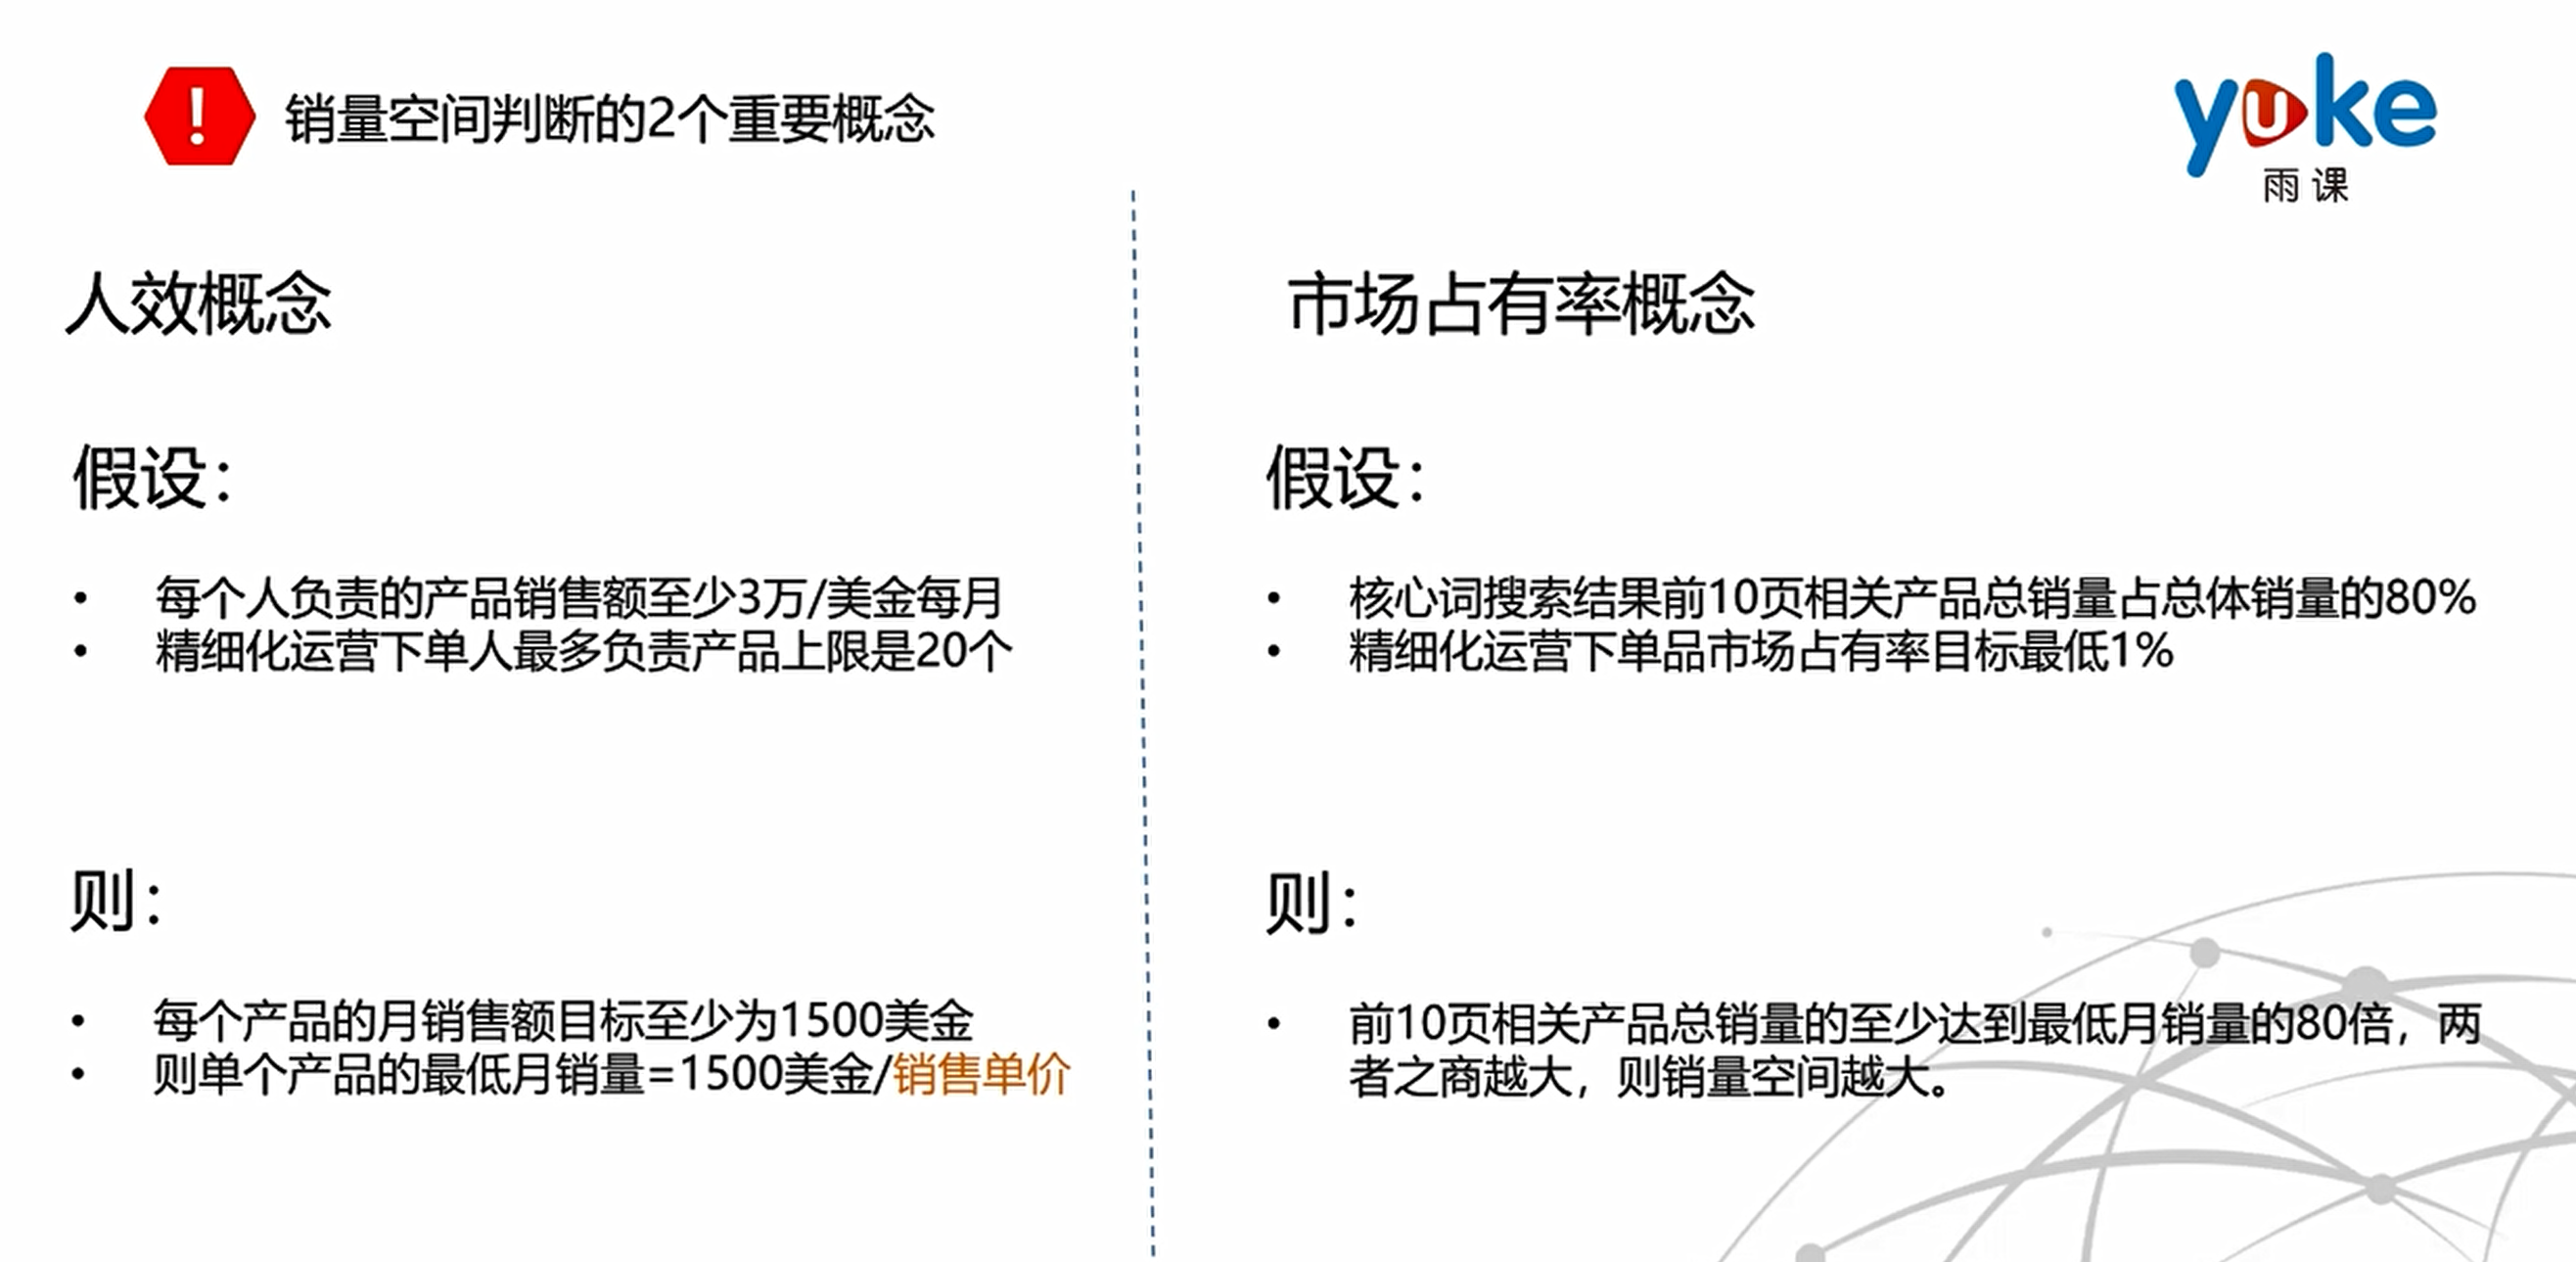 销量空间判断的2个重要概念
yuke
雨课
人效概念
假设：
• 每个人负责的产品销售额至少3万/美金每月
• 精细化运营下单人最多负责产品上限是20个
则：
• 每个产品的月销售额目标至少为1500美金
• 则单个产品的最低月销量=1500美金/销售单价
市场占有率概念
假设：
• 核心词搜索结果前10页相关产品总销量占总体销量的80%
• 精细化运营下单品市场占有率目标最低1%
则：
• 前10页相关产品总销量的至少达到最低月销量的80倍，两
者之商越大，则销量空间越大。